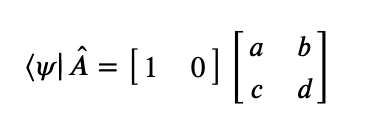 ⟨ψ| Â = [1 0] [a b
c d]